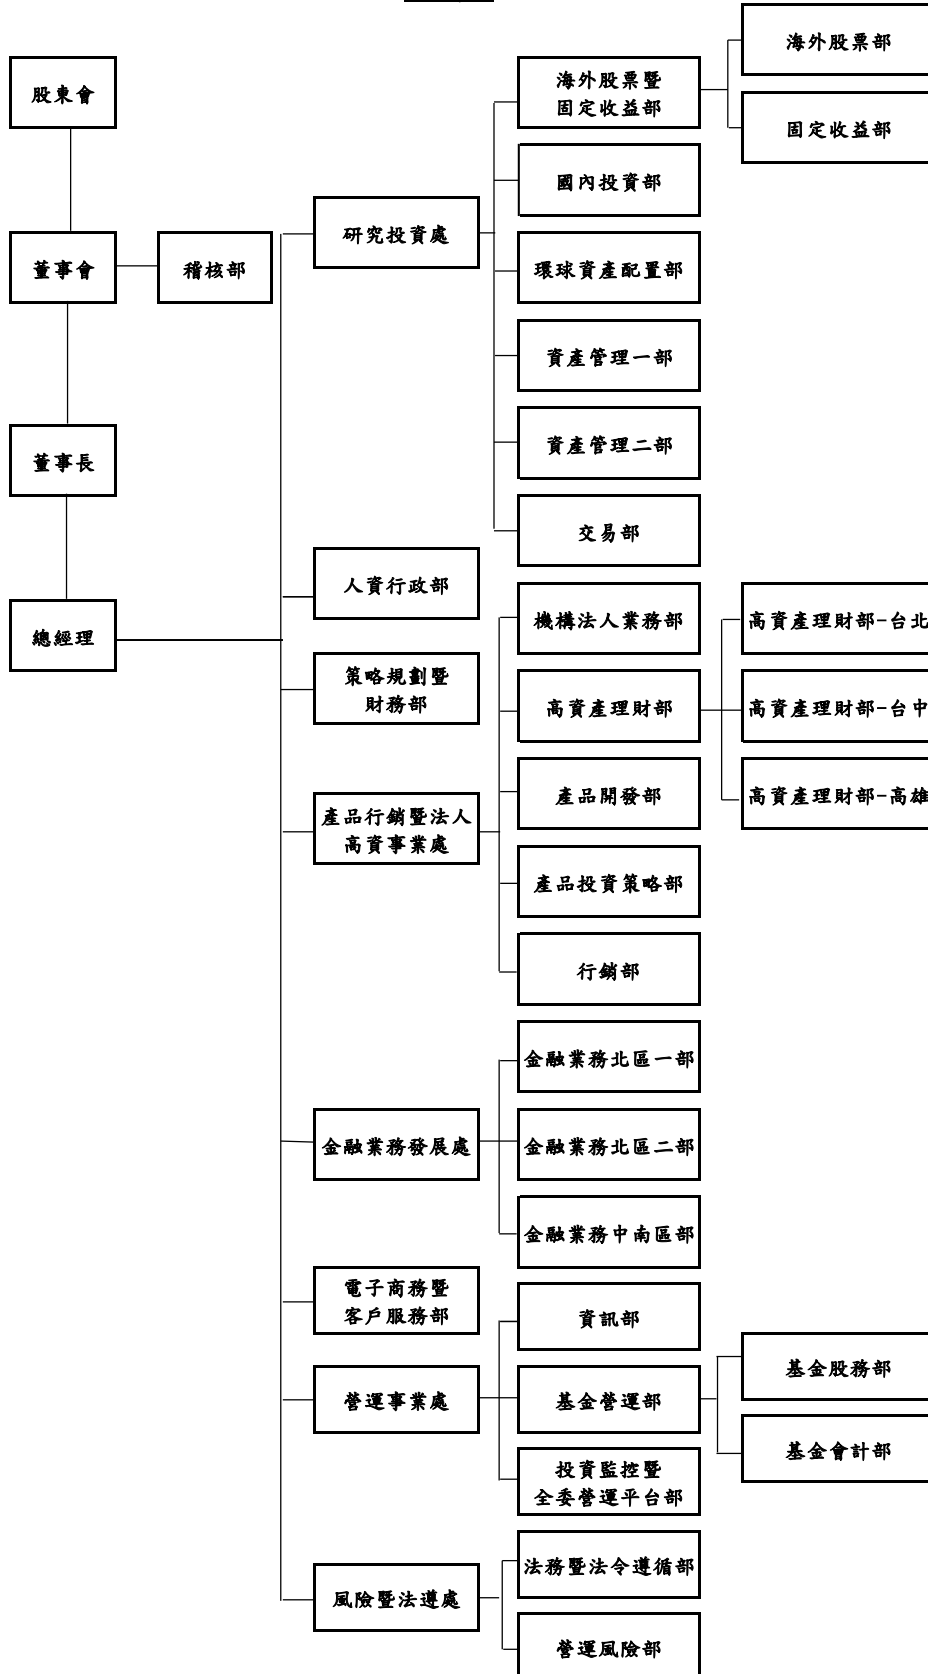 股東會
董事會
稽核部
董事長
總經理
研究投資處
海外股票暨
固定收益部
海外股票部
固定收益部
國內投資部
環球資產配置部
資產管理一部
資產管理二部
交易部
人資行政部
策略規劃暨
財務部
產品行銷暨法人
高資事業處
機構法人業務部
高資產理財部
高資產理財部-台北
高資產理財部-台中
高資產理財部-高雄
產品開發部
產品投資策略部
行銷部
金融業務發展處
金融業務北區一部
金融業務北區二部
金融業務中南區部
電子商務暨
客戶服務部
營運事業處
資訊部
基金營運部
基金股務部
基金會計部
投資監控暨
全委營運平台部
風險暨法遵處
法務暨法令遵循部
營運風險部